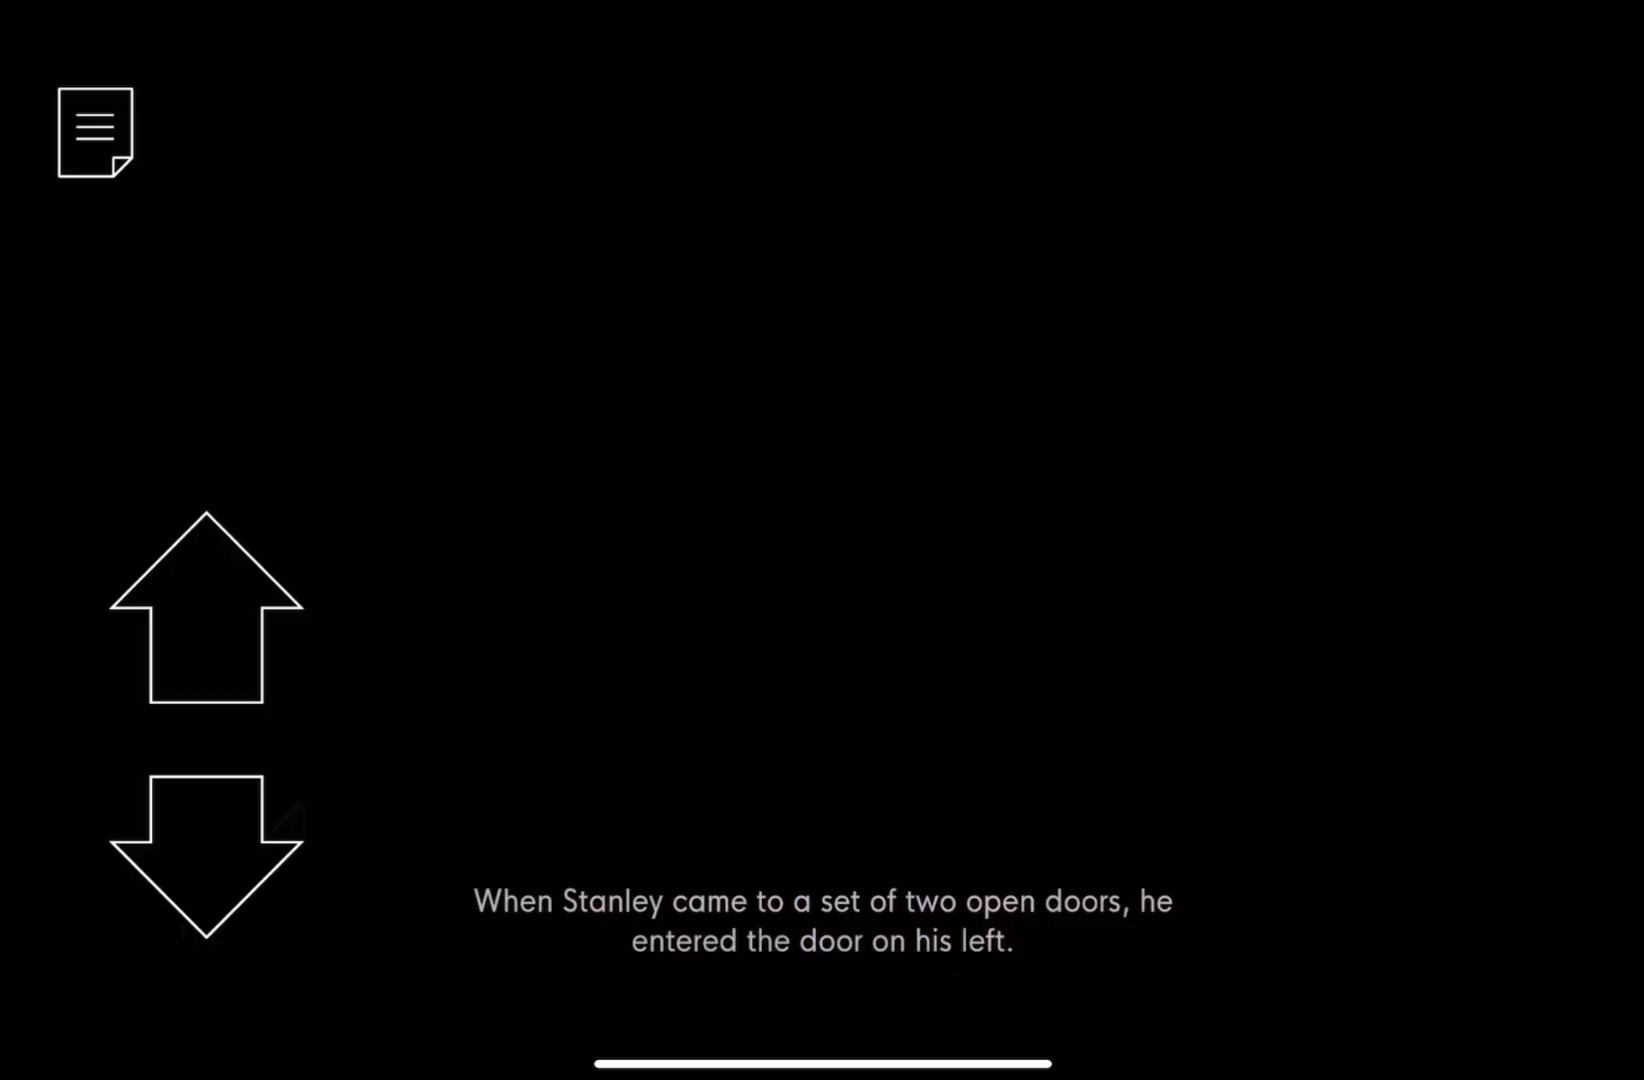 When Stanley came to a set of two open doors, he
entered the door on his left.